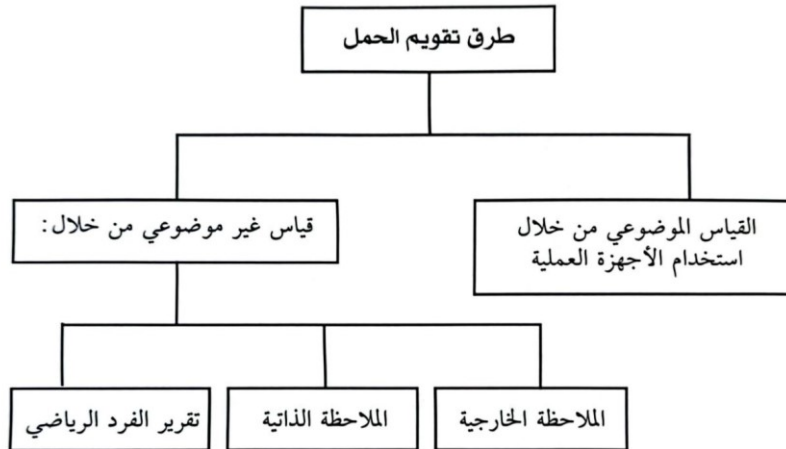 طرق تقويم الحمل
القياس الموضوعي من خلال
استخدام الأجهزة العملية
قياس غير موضوعي من خلال:
الملاحظة الخارجية
الملاحظة الذاتية
تقرير الفرد الرياضي